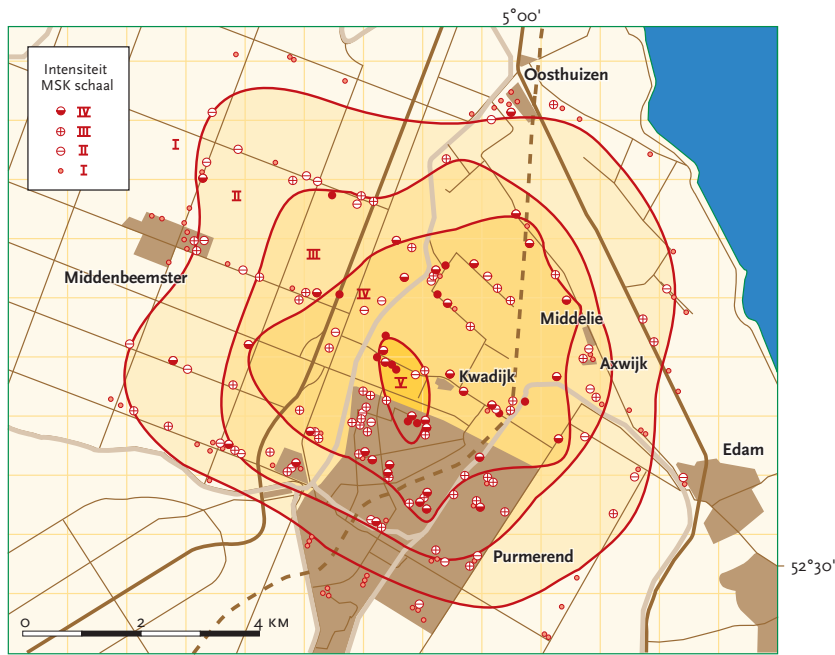 5°00'
Oosthuizen
Intensiteit
MSK schaal
IV
III
II
I
I
II
III
IV
V
Middenbeemster
Middelie
Axwijk
Kwadijk
Edam
Purmerend
52°30'
0 2 4 KM